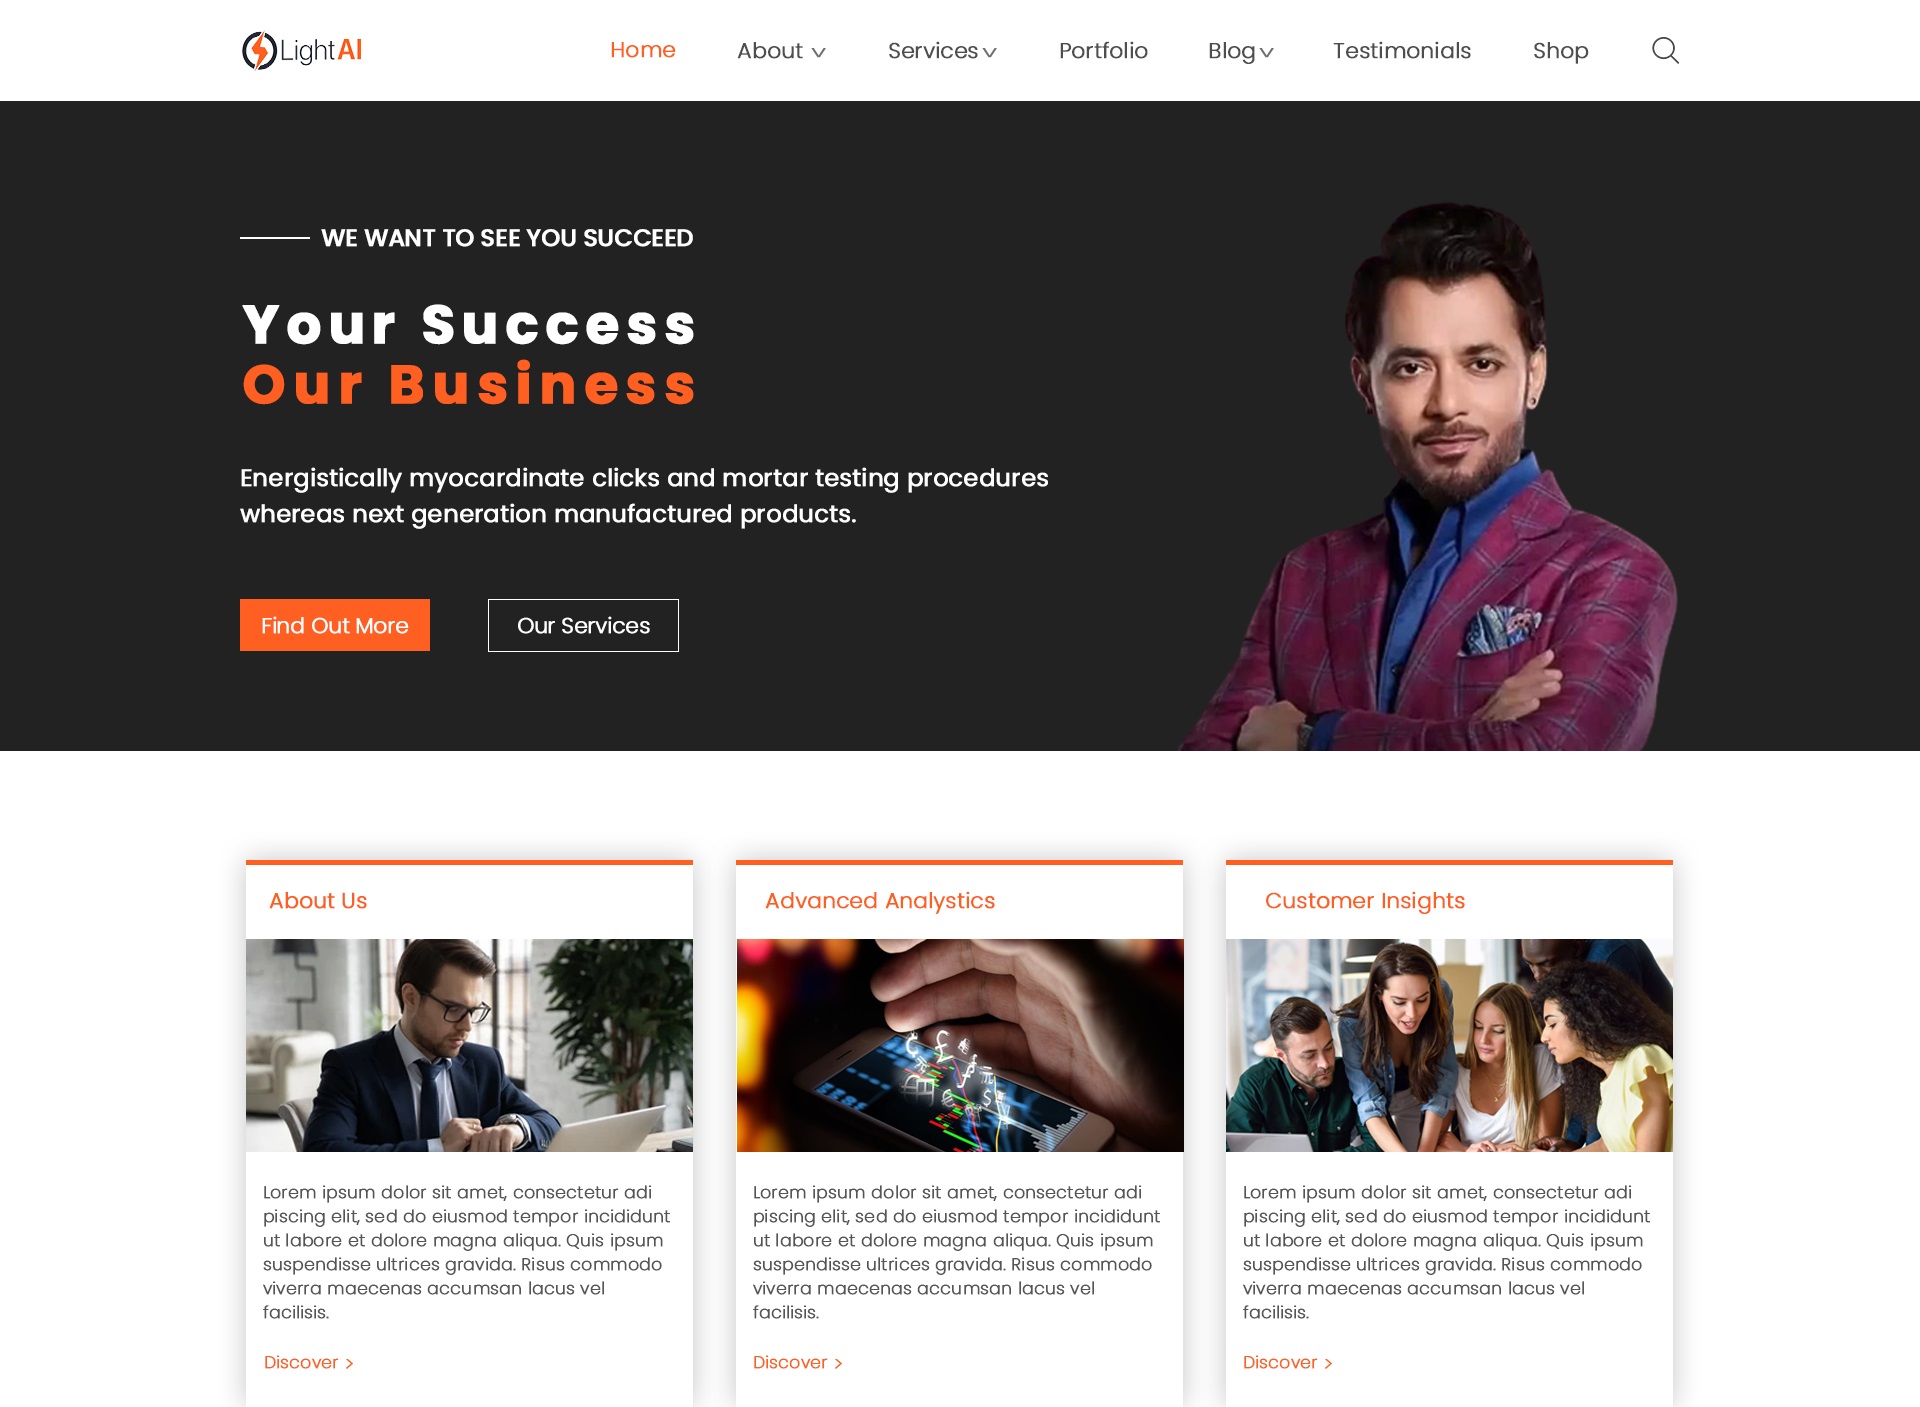 Light AI
Home
About
Services
Portfolio
Blog
Testimonials
Shop
WE WANT TO SEE YOU SUCCEED
Your Success
Our Business
Energistically myocardinate clicks and mortar testing procedures
whereas next generation manufactured products.
Find Out More
Our Services
About Us
Lorem ipsum dolor sit amet, consectetur adi
piscing elit, sed do eiusmod tempor incididunt
ut labore et dolore magna aliqua. Quis ipsum
suspendisse ultrices gravida. Risus commodo
viverra maecenas accumsan lacus vel
facilisis.
Discover >
Advanced Analystics
Lorem ipsum dolor sit amet, consectetur adi
piscing elit, sed do eiusmod tempor incididunt
ut labore et dolore magna aliqua. Quis ipsum
suspendisse ultrices gravida. Risus commodo
viverra maecenas accumsan lacus vel
facilisis.
Discover >
Customer Insights
Lorem ipsum dolor sit amet, consectetur adi
piscing elit, sed do eiusmod tempor incididunt
ut labore et dolore magna aliqua. Quis ipsum
suspendisse ultrices gravida. Risus commodo
viverra maecenas accumsan lacus vel
facilisis.
Discover >